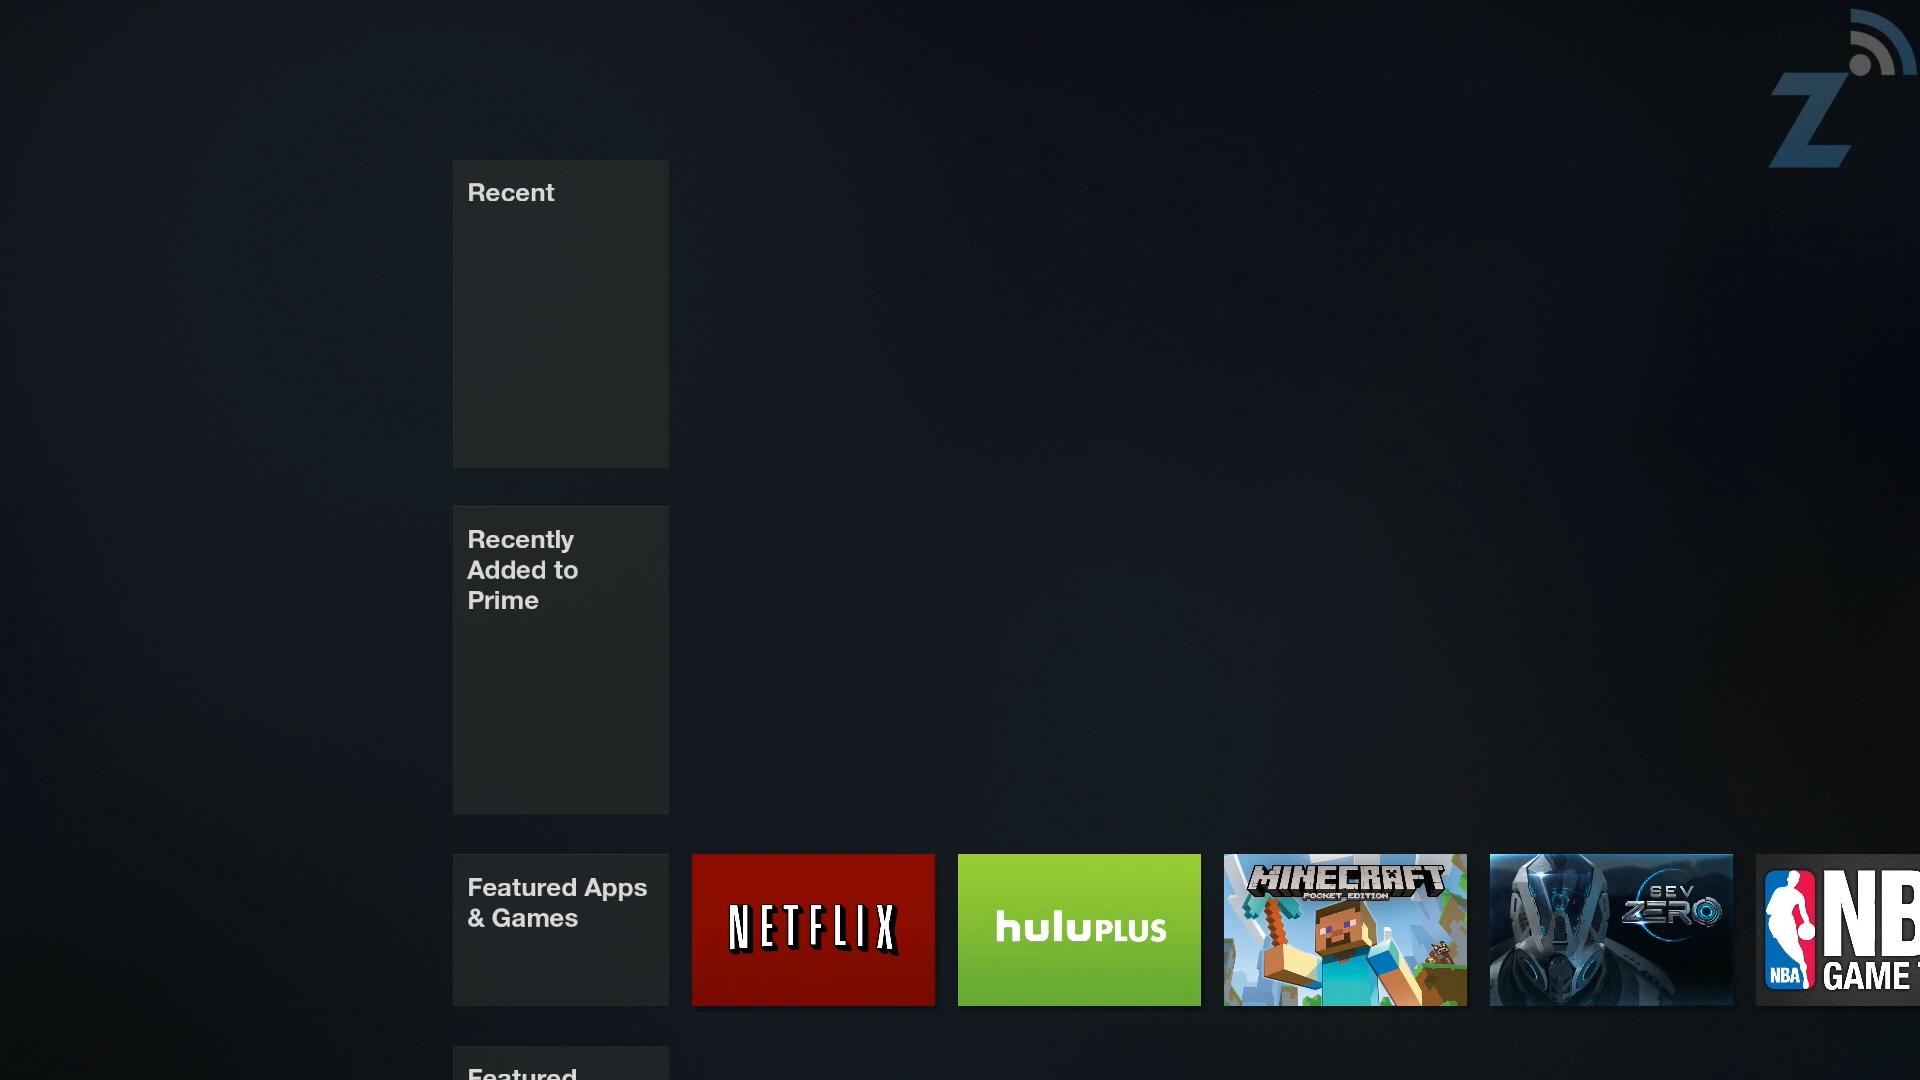 Z
Recent
Recently
Added to
Prime
Featured Apps
& Games
NETFLIX
huluPLUS
MINECRAFT
POCKET EDITION
SEV
ZERO
NBA
NB
GAME
Featured